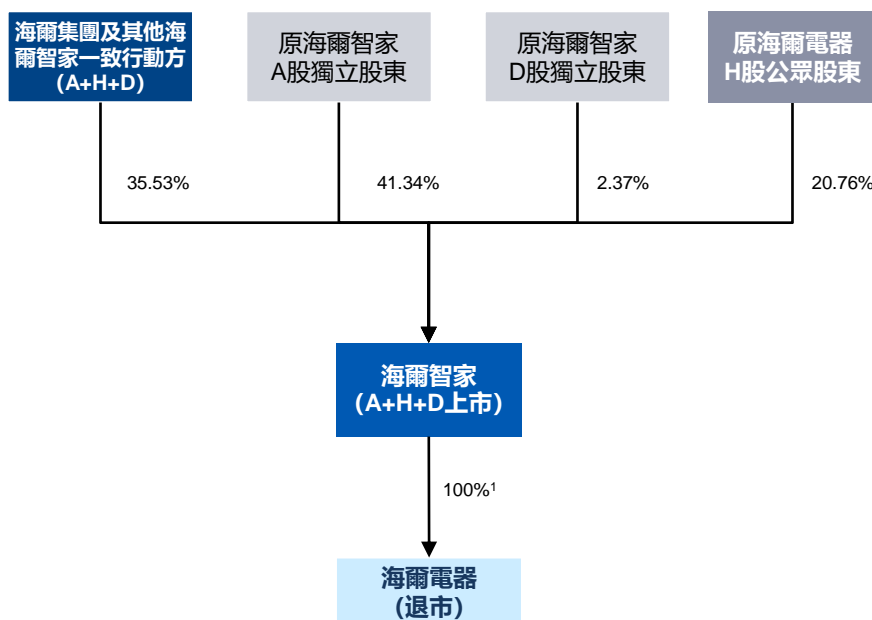 海爾集團及其他海
爾智家一致行動方
(A+H+D)
原海爾智家
A股獨立股東
原海爾智家
D股獨立股東
原海爾電器
H股公眾股東
35.53%
41.34%
2.37%
20.76%
海爾智家
(A+H+D上市)
100%¹
海爾電器
(退市)